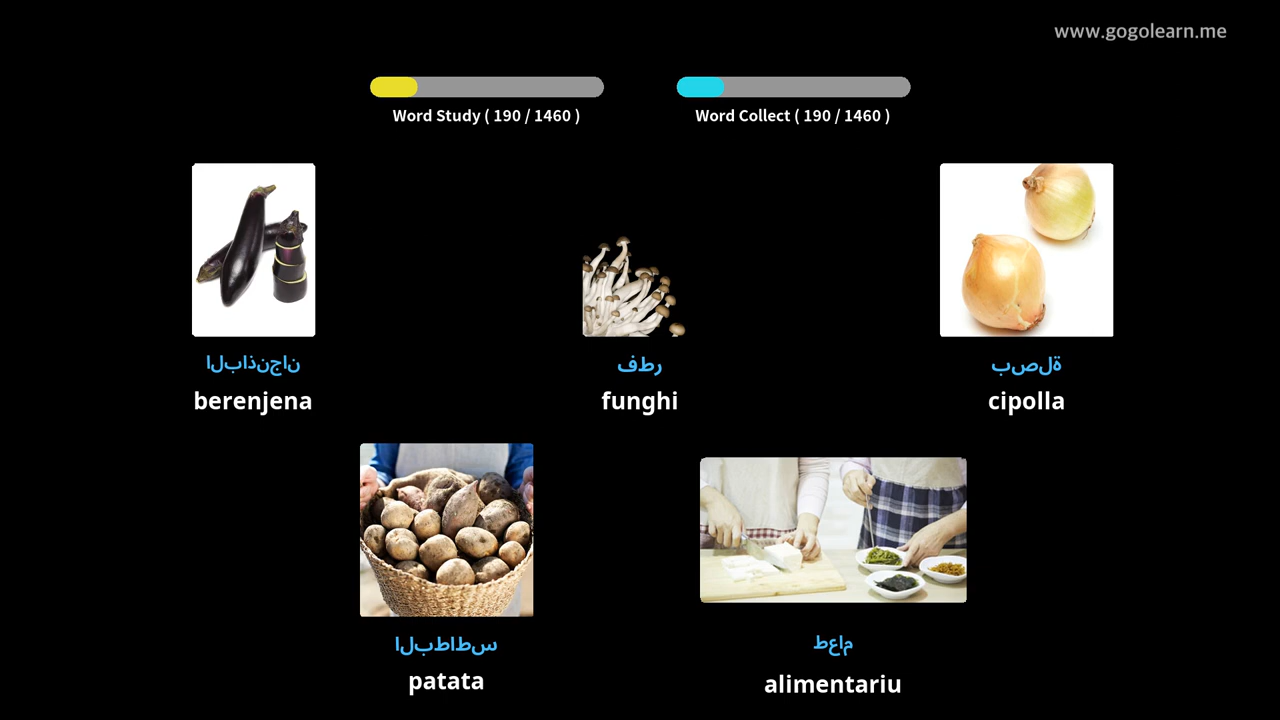 www.gogolearn.me
Word Study ( 190 / 1460 )
Word Collect ( 190 / 1460 )
الباذنجان
berenjena
فطر
funghi
بصلة
cipolla
البطاطس
patata
طعام
alimentariu